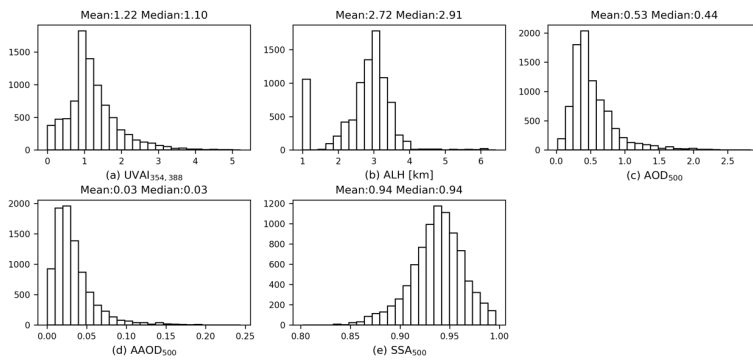 Mean:1.22 Median:1.10
1500
1000
500
0
0 1 2 3 4 5
(a) UVAI354, 388
Mean:2.72 Median:2.91
1500
1000
500
0
1 2 3 4 5 6
(b) ALH [km]
Mean:0.53 Median:0.44
2000
1500
1000
500
0
0.0 0.5 1.0 1.5 2.0 2.5
(c) AOD500
Mean:0.03 Median:0.03
2000
1500
1000
500
0
0.00 0.05 0.10 0.15 0.20 0.25
(d) AAOD500
Mean:0.94 Median:0.94
1200
1000
800
600
400
200
0
0.80 0.85 0.90 0.95 1.00
(e) SSA500